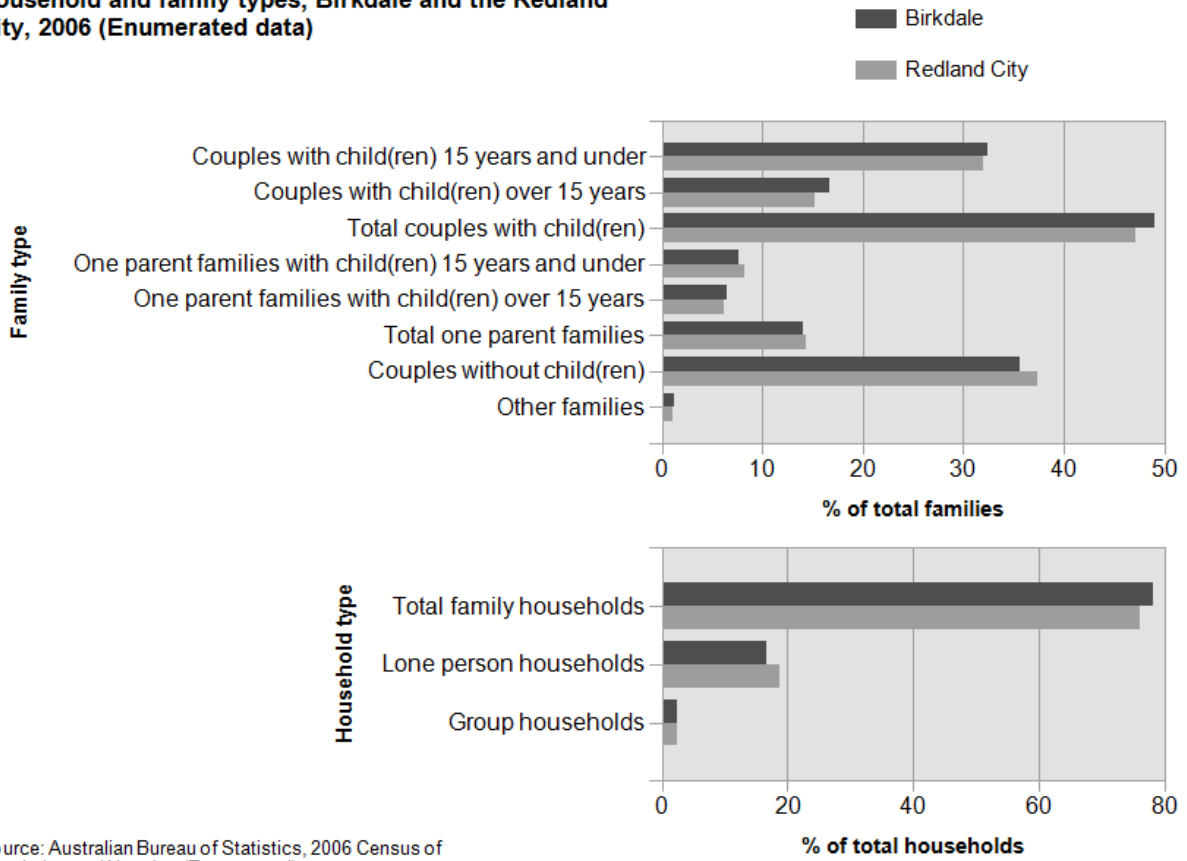 ousehold and family types, Birkdale and the Redland
ity, 2006 (Enumerated data)
Birkdale
Redland City
Family type
Couples with child(ren) 15 years and under
Couples with child(ren) over 15 years
Total couples with child(ren)
One parent families with child(ren) 15 years and under
One parent families with child(ren) over 15 years
Total one parent families
Couples without child(ren)
Other families
0 10 20 30 40 50
% of total families
Household type
Total family households
Lone person households
Group households
0 20 40 60 80
% of total households
urce: Australian Bureau of Statistics, 2006 Census of